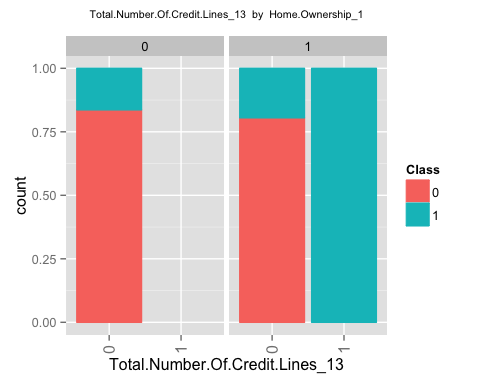 Total.Number.Of.Credit.Lines_13 by Home.Ownership_1
0 1
1.00
0.75
0.50
0.25
0.00
count
0 1 0 1
Total.Number.Of.Credit.Lines_13
Class
0
1